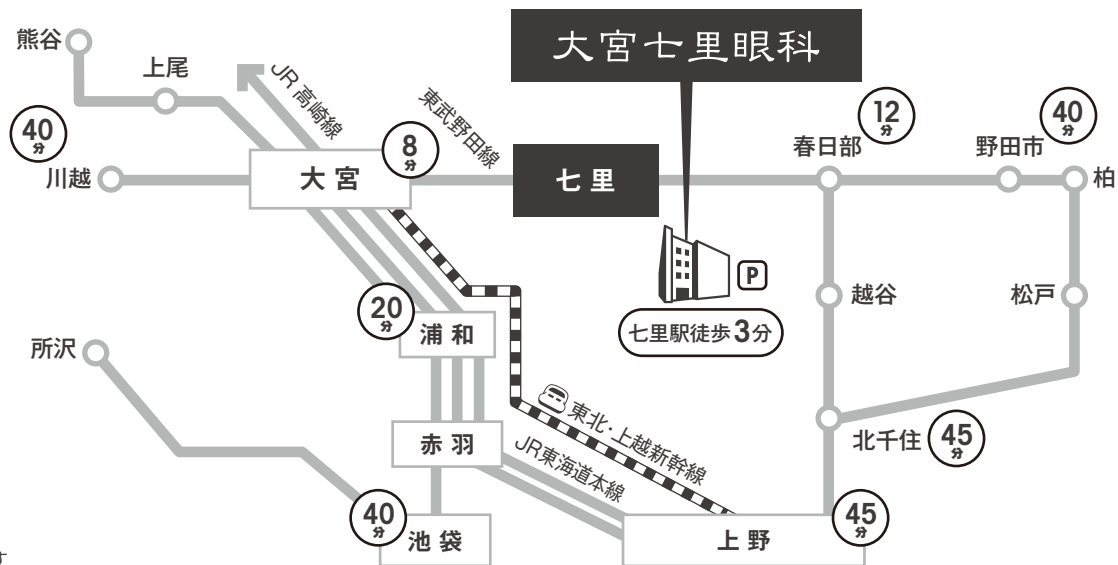 大宮七里眼科
熊谷
上尾
JR高崎線
東武野田線
12分
40分
40分
8分
春日部
野田市
川越
大宮
七里
柏
P
越谷
松戸
20分
浦和
七里駅徒歩3分
所沢
東北・上越新幹線
赤羽
JR東海道本線
北千住
45分
40分
池袋
上野
45分
す